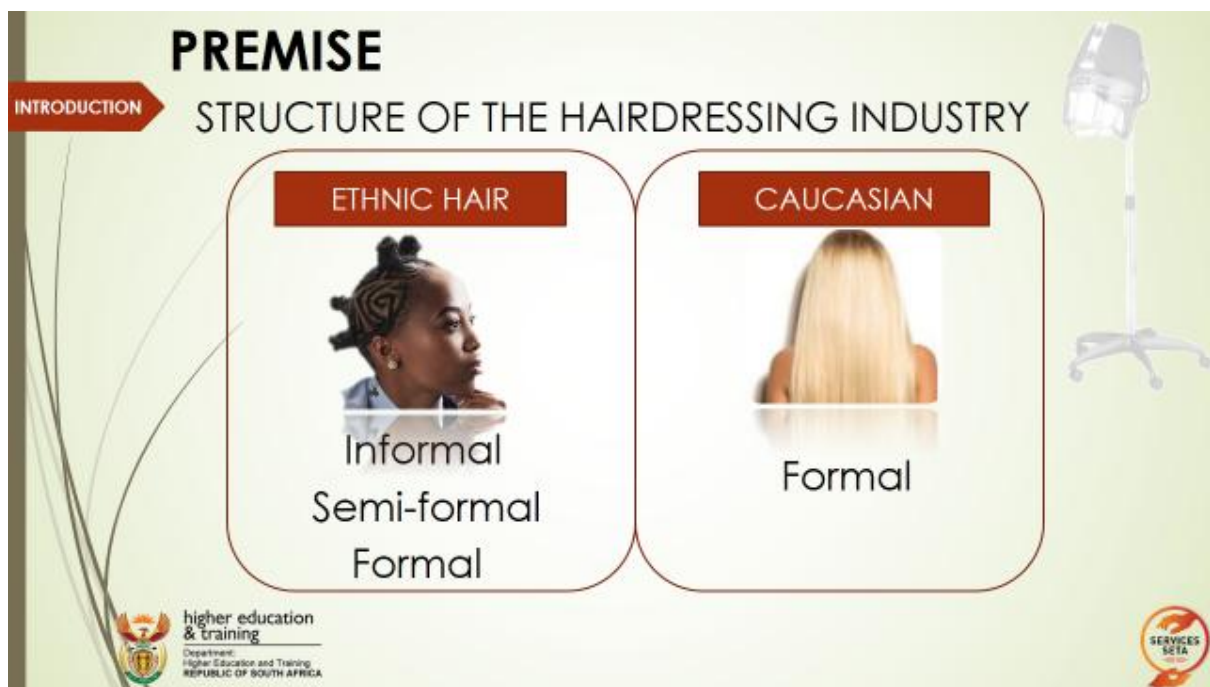 PREMISE
INTRODUCTION
STRUCTURE OF THE HAIRDRESSING INDUSTRY
ETHNIC HAIR
Informal
Semi-formal
Formal
CAUCASIAN
Formal
higher education
& training
Department:
Higher Education and Training
REPUBLIC OF SOUTH AFRICA
SERVICES
SETA